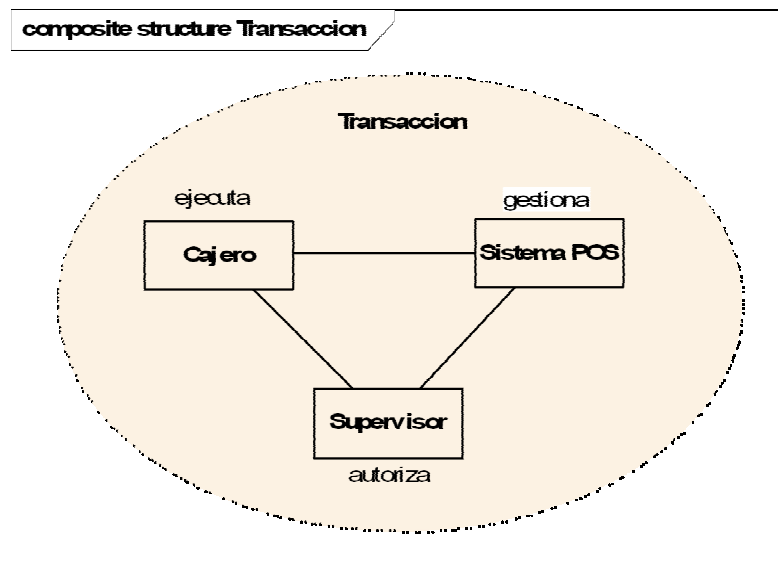 composite structure Transaccion
Transaccion
ejecuta
gestiona
Cajero
Sistema POS
Supervisor
autoriza